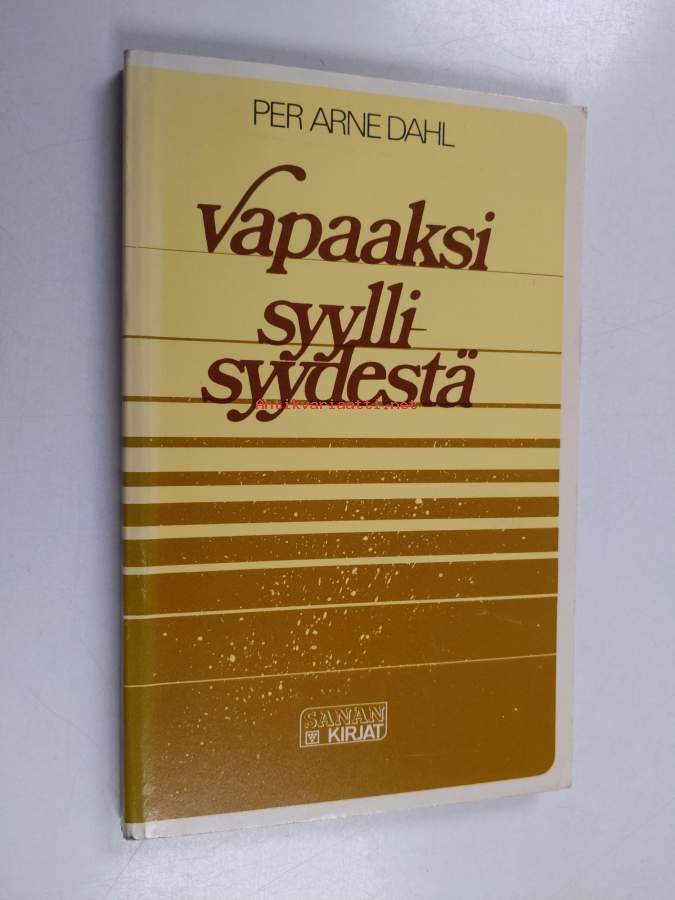 PER ARNE DAHL
vapaaksi
syylli-
syydestä
Antikvariaatti.net
SANAN
KIRJAT